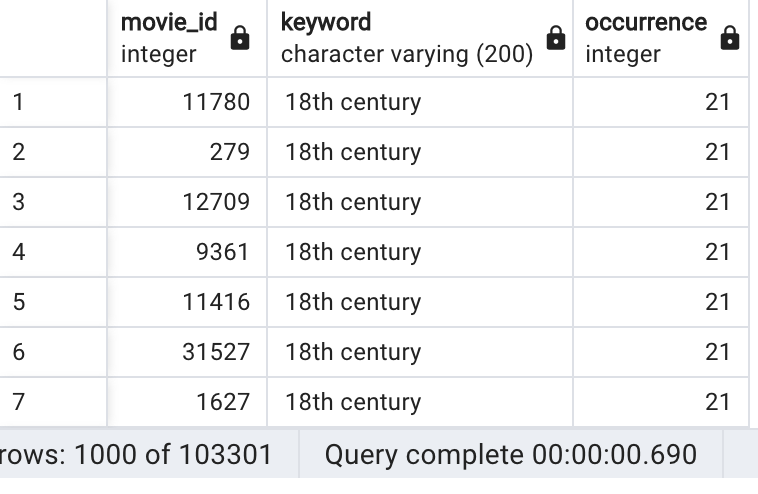 movie_id keyword occurrence
integer character varying (200) integer
1 11780 18th century 21
2 279 18th century 21
3 12709 18th century 21
4 9361 18th century 21
5 11416 18th century 21
6 31527 18th century 21
7 1627 18th century 21
rows: 1000 of 103301 Query complete 00:00:00.690